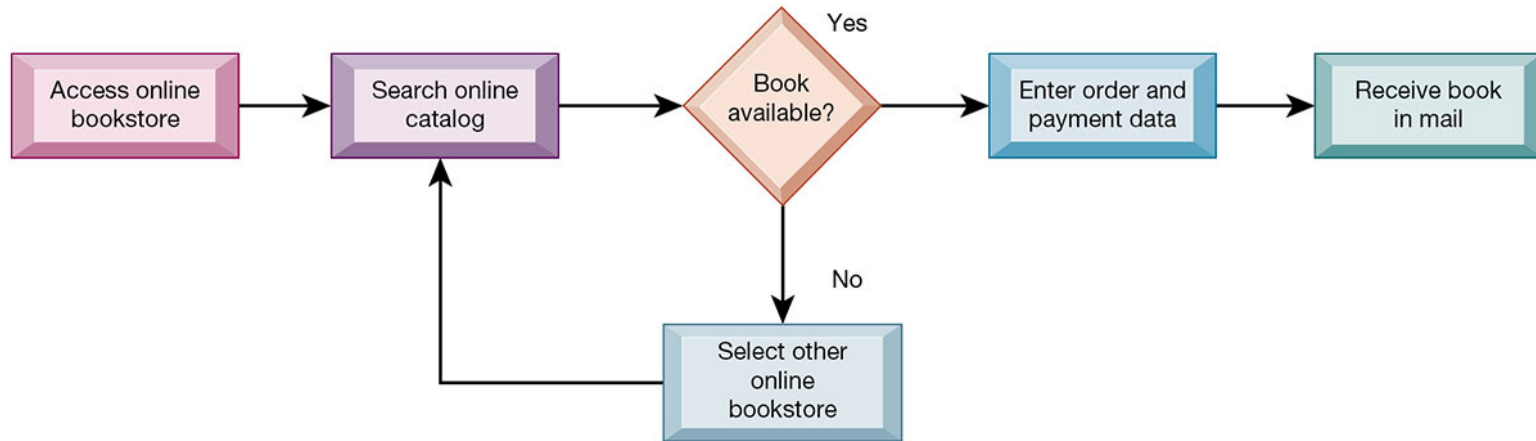 Access online
bookstore
Search online
catalog
Book
available?
Yes
Enter order and
payment data
Receive book
in mail
No
Select other
online
bookstore